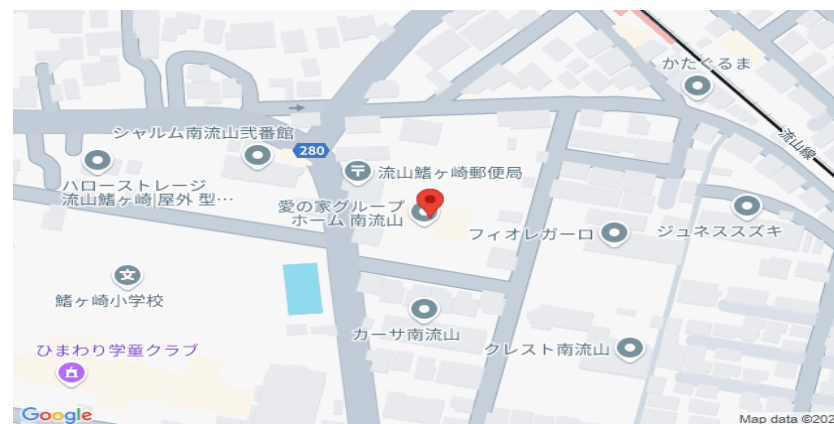 かたぐるま
流山線
シャルム南流山弐番館
280
流山鰭ヶ崎郵便局
ハローストレージ
流山鰭ヶ崎|屋外 型…
愛の家グループ
ホーム 南流山
フィオレガーロ
ジュネススズキ
鰭ヶ崎小学校
カーサ南流山
クレスト南流山
ひまわり学童クラブ
Google
Map data ©202